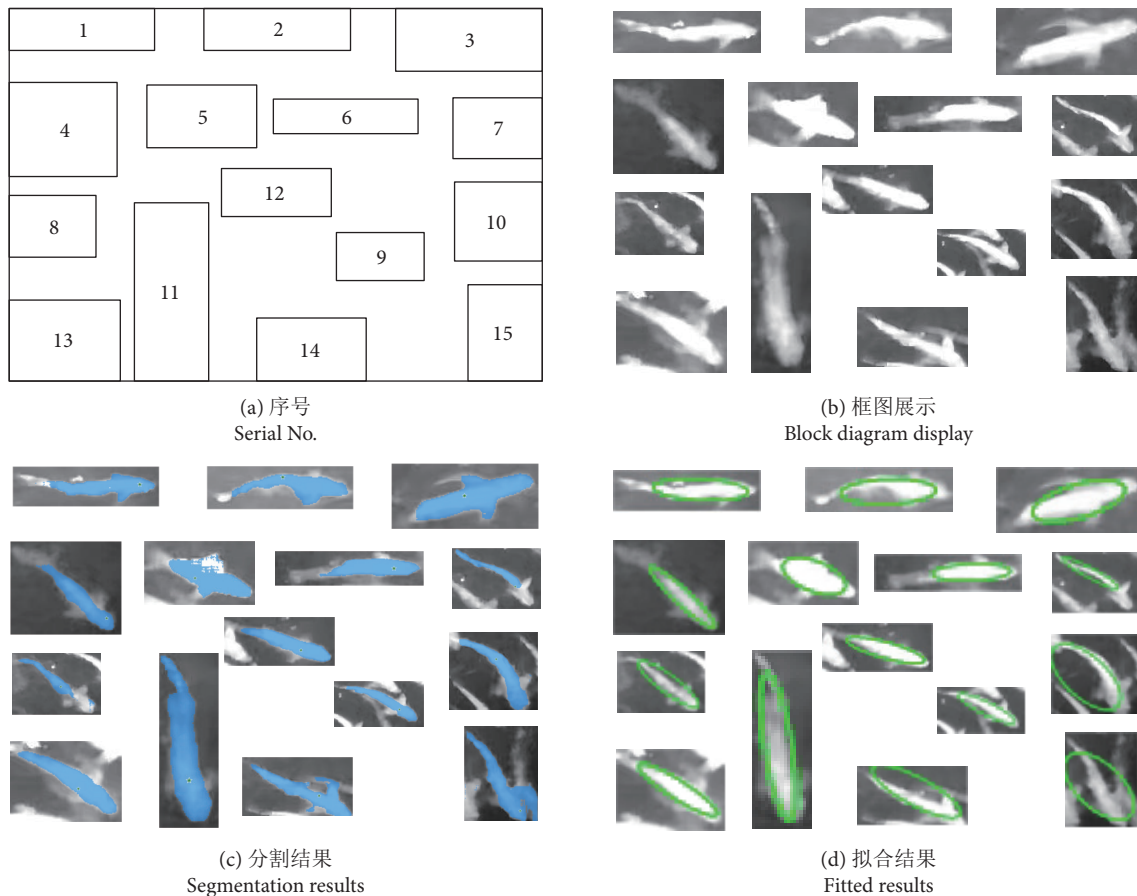 1
2
3
4
5
6
7
8
9
10
11
12
13
14
15
(a) 序号
Serial No.
(b) 框图展示
Block diagram display
(c) 分割结果
Segmentation results
(d) 拟合结果
Fitted results